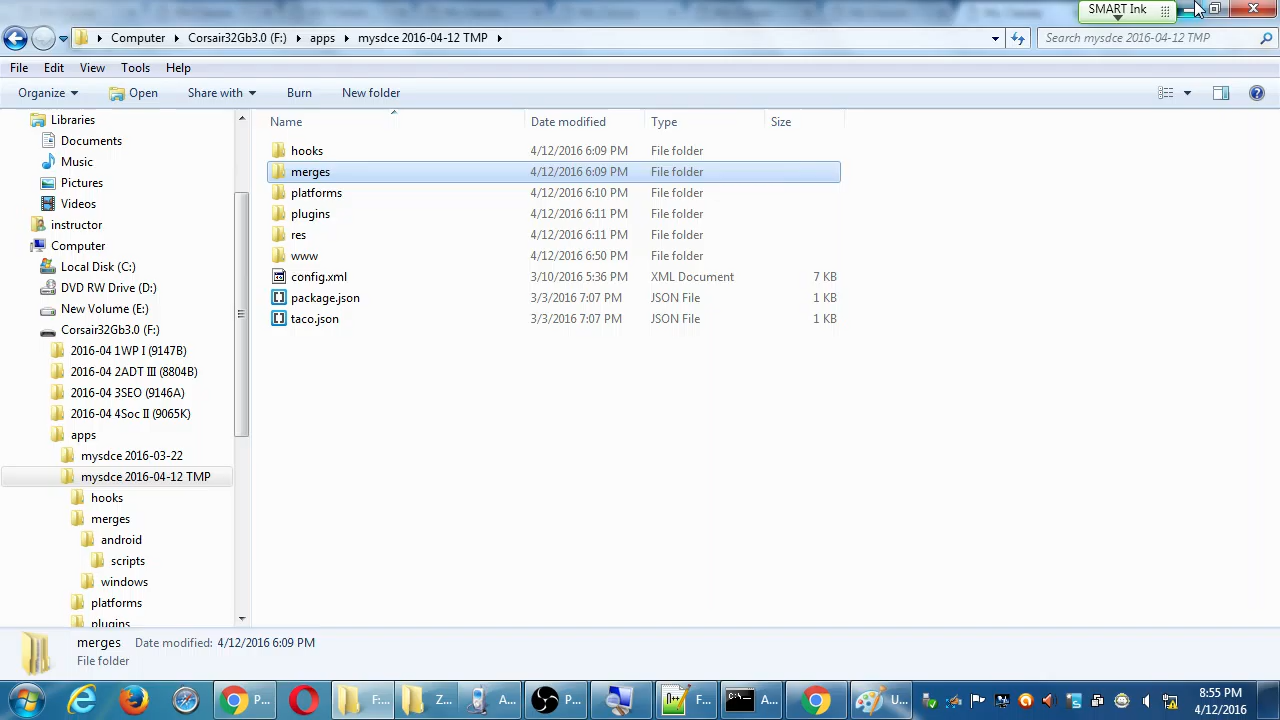 SMART Ink
Computer Corsair32Gb3.0 (F:) apps mysdce 2016-04-12 TMP
Search mysdce 2016-04-12 TMP
File Edit View Tools Help
Organize Open Share with Burn New folder
Libraries
Documents
Music
Pictures
Videos
instructor
Computer
Local Disk (C:)
DVD RW Drive (D:)
New Volume (E:)
Corsair32Gb3.0 (F:)
2016-04 1WP I (9147B)
2016-04 2ADT III (8804B)
2016-04 3SEO (9146A)
2016-04 4Soc II (9065K)
apps
mysdce 2016-03-22
mysdce 2016-04-12 TMP
hooks
merges
android
scripts
windows
platforms
plugins
Name Date modified Type Size
hooks 4/12/2016 6:09 PM File folder
merges 4/12/2016 6:09 PM File folder
platforms 4/12/2016 6:10 PM File folder
plugins 4/12/2016 6:11 PM File folder
res 4/12/2016 6:11 PM File folder
www 4/12/2016 6:50 PM File folder
config.xml 3/10/2016 5:36 PM XML Document 7 KB
package.json 3/3/2016 7:07 PM JSON File 1 KB
taco.json 3/3/2016 7:07 PM JSON File 1 KB
merges Date modified: 4/12/2016 6:09 PM
File folder
P... F:... Z... A... P... F... A... U...
8:55 PM
4/12/2016